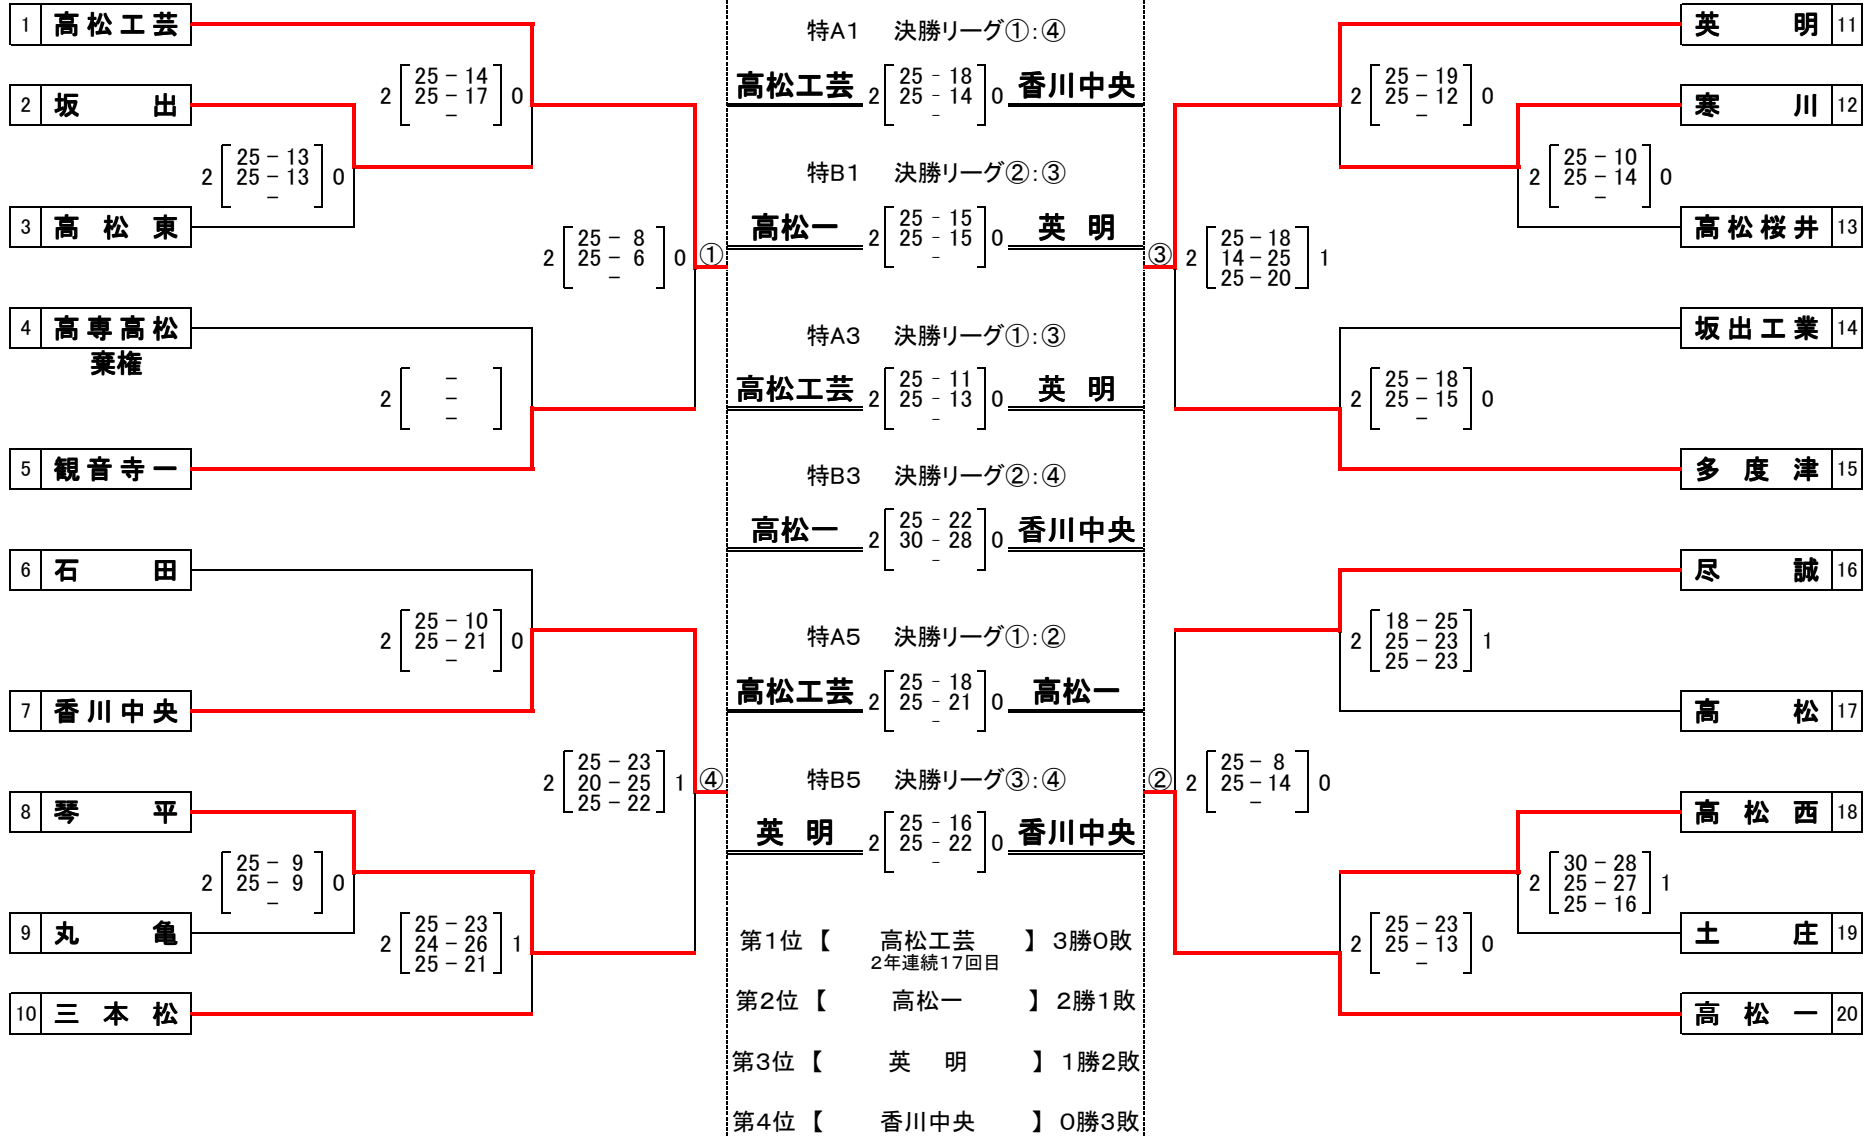 1 高松工芸
2 坂出
3 高松東
4 高専高松
棄権
5 観音寺一
6 石田
7 香川中央
8 琴平
9 丸亀
10 三本松
2 25－14 0
25－17
－
2 25－13 0
25－13
－
2 25－8 0
25－6
－
①
2 －
－
－
2 25－10 0
25－21
－
2 25－23 1
20－25
25－22
④
2 25－9 0
25－9
－
2 25－23 1
24－26
25－21
特A1 決勝リーグ①：④
高松工芸 2 25 - 18 0 香川中央
25 - 14
-
特B1 決勝リーグ②：③
高松一 2 25 - 15 0 英明
25 - 15
-
特A3 決勝リーグ①：③
高松工芸 2 25 - 11 0 英明
25 - 13
-
特B3 決勝リーグ②：④
高松一 2 25 - 22 0 香川中央
30 - 28
-
特A5 決勝リーグ①：②
高松工芸 2 25 - 18 0 高松一
25 - 21
-
特B5 決勝リーグ③：④
英明 2 25 - 16 0 香川中央
25 - 22
-
第1位【 高松工芸 】3勝0敗
2年連続17回目
第2位【 高松一 】2勝1敗
第3位【 英明 】1勝2敗
第4位【 香川中央 】0勝3敗
2 25－19 0
25－12
－
2 25－10 0
25－14
－
③
2 25－18 1
14－25
25－20
2 25－18 0
25－15
－
2 18－25 1
25－23
25－23
②
2 25－8 0
25－14
－
2 30－28 1
25－27
25－16
2 25－23 0
25－13
－
英明 11
寒川 12
高松桜井 13
坂出工業 14
多度津 15
尽誠 16
高松 17
高松西 18
土庄 19
高松一 20